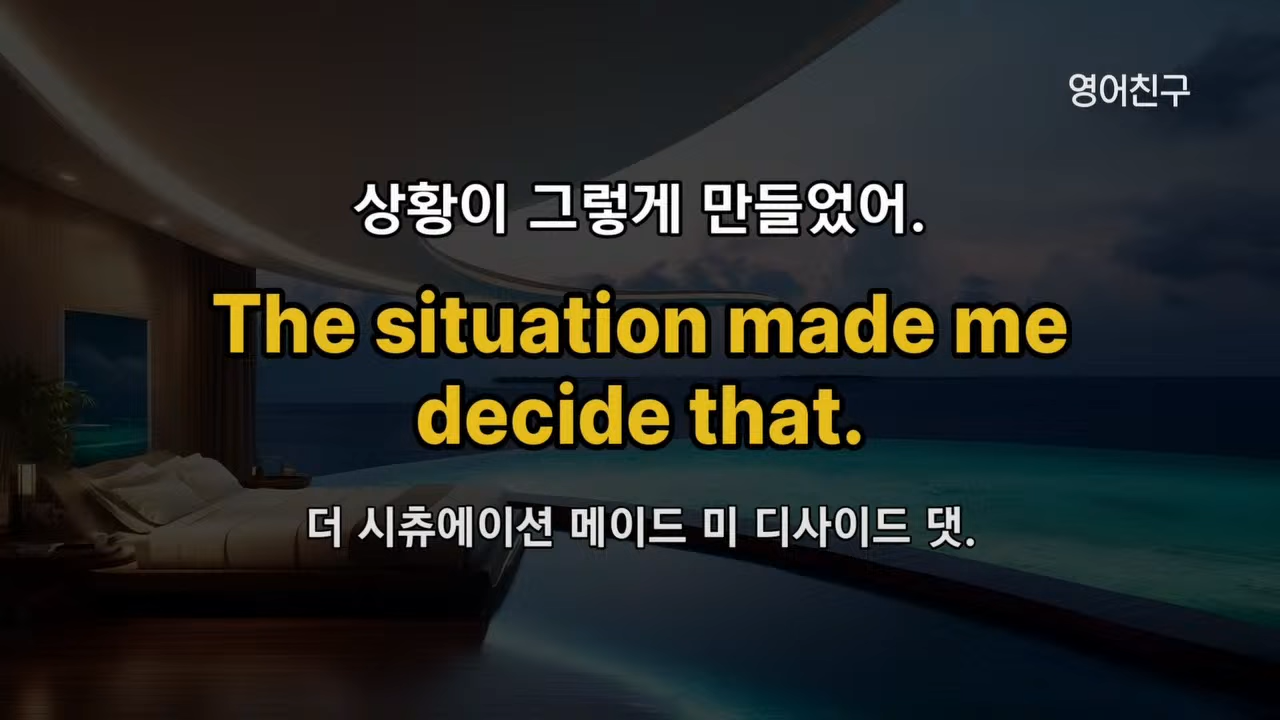 영어친구
상황이 그렇게 만들었어.
The situation made me
decide that.
더 시츄에이션 메이드 미 디사이드 댓.